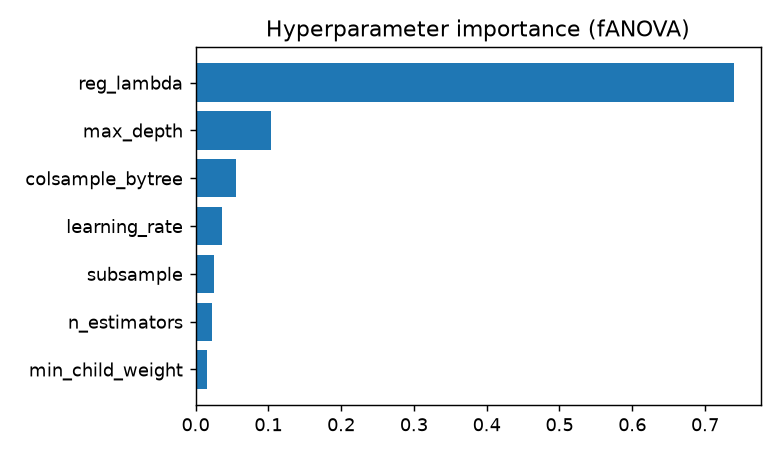 Hyperparameter importance (fANOVA)
reg_lambda
max_depth
colsample_bytree
learning_rate
subsample
n_estimators
min_child_weight
0.0 0.1 0.2 0.3 0.4 0.5 0.6 0.7